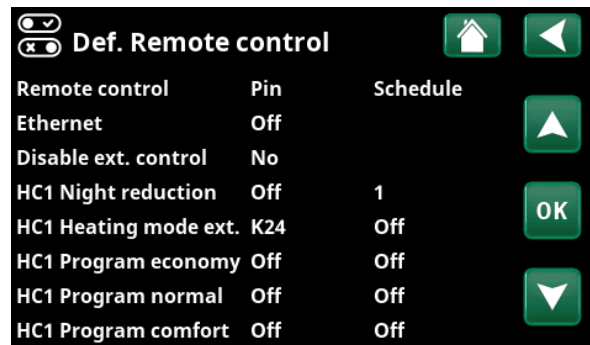 Def. Remote control
Remote control Pin Schedule
Ethernet Off
Disable ext. control No
HC1 Night reduction Off 1
OK
HC1 Heating mode ext. K24 Off
HC1 Program economy Off Off
HC1 Program normal Off Off
HC1 Program comfort Off Off